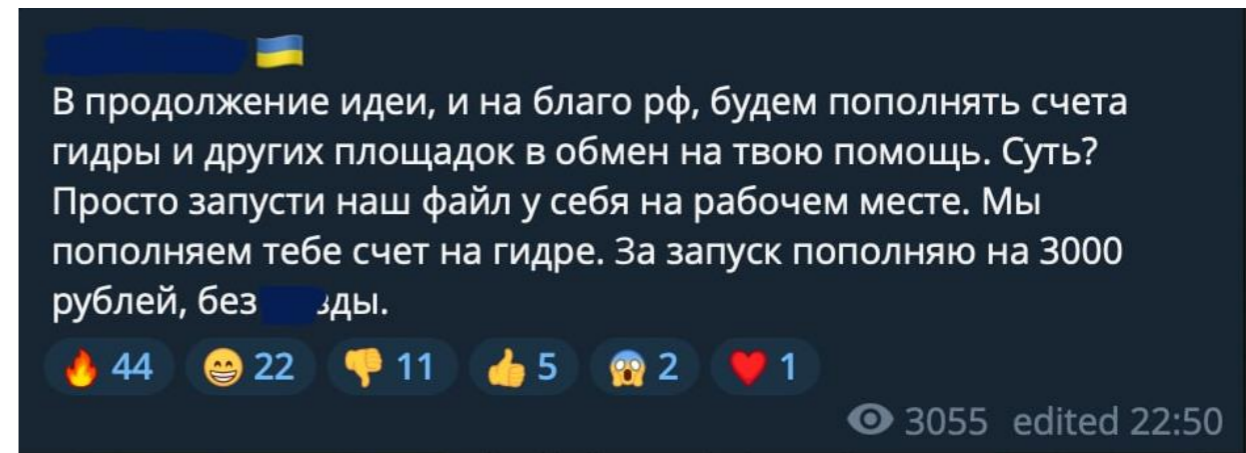 В продолжение идеи, и на благо рф, будем пополнять счета
гидры и других площадок в обмен на твою помощь. Суть?
Просто запусти наш файл у себя на рабочем месте. Мы
пополняем тебе счет на гидре. За запуск пополняю на 3000
рублей, без
44 22 11 5 2 1
3055 edited 22:50